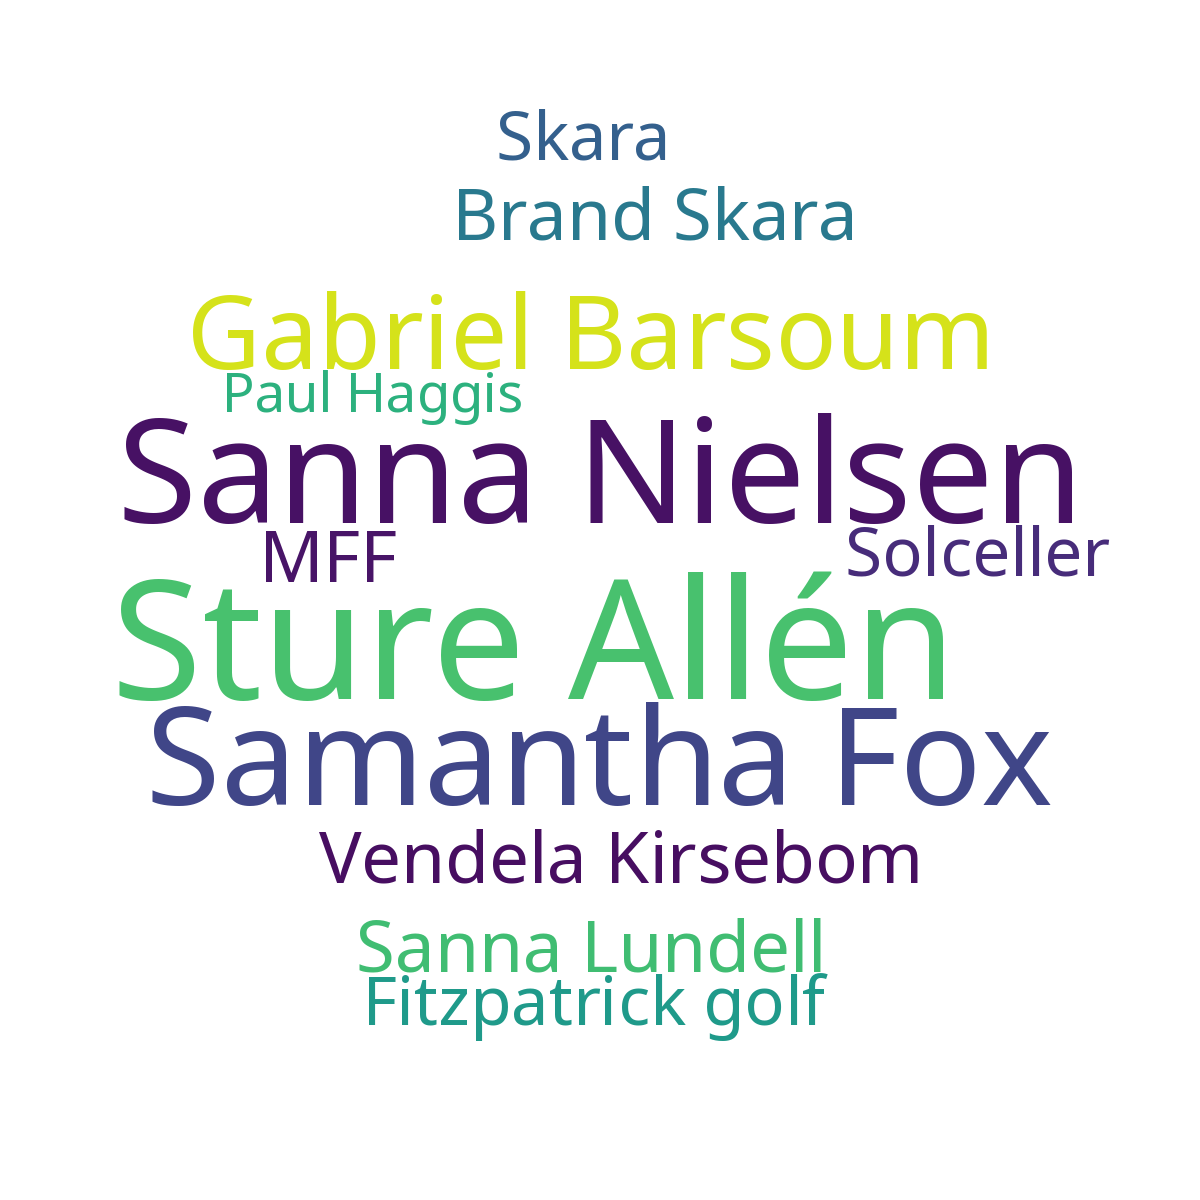 Skara
Brand Skara
Gabriel Barsoum
Paul Haggis
Sanna Nielsen
MFF
Solceller
Sture Allén
Samantha Fox
Vendela Kirsebom
Sanna Lundell
Fitzpatrick golf